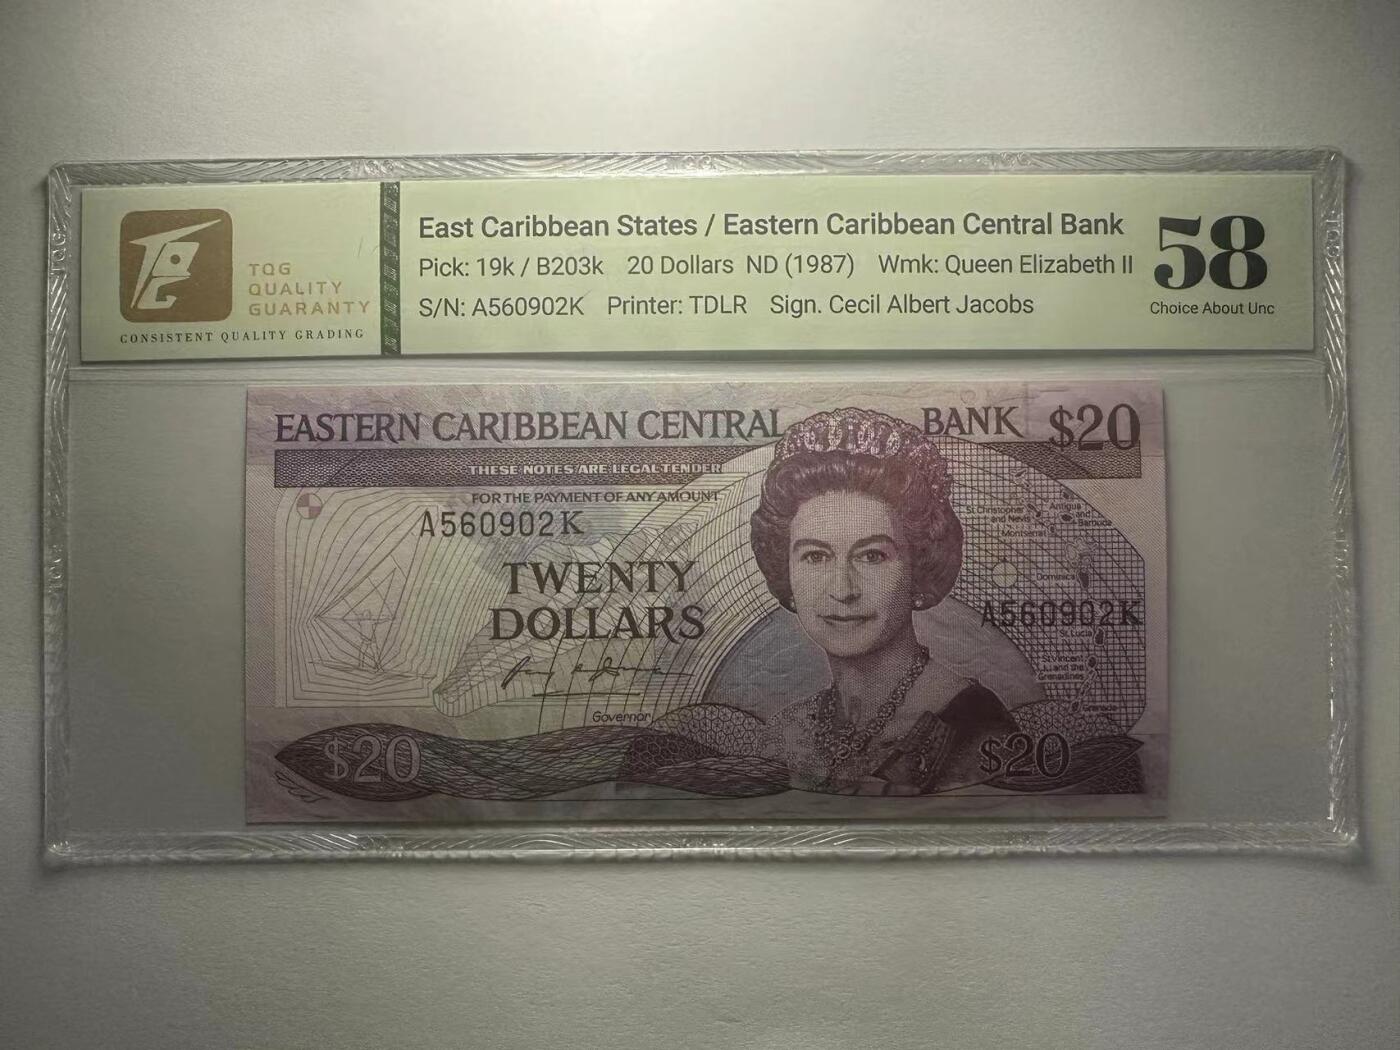 TQG
QUALITY
GUARANTY
CONSISTENT QUALITY GRADING
East Caribbean States / Eastern Caribbean Central Bank
Pick: 19k / B203k 20 Dollars ND (1987) Wmk: Queen Elizabeth II
S/N: A560902K Printer: TDLR Sign. Cecil Albert Jacobs
58
Choice About Unc
EASTERN CARIBBEAN CENTRAL BANK $20
THESE NOTES ARE LEGAL TENDER
FOR THE PAYMENT OF ANY AMOUNT
A560902K
TWENTY
DOLLARS
Governor
$20
St. Christopher
and Nevis
Antigua
and
Barbuda
Montserrat
Dominica
A560902K
St. Lucia
St. Vincent
and the
Grenadines
Grenada
$20